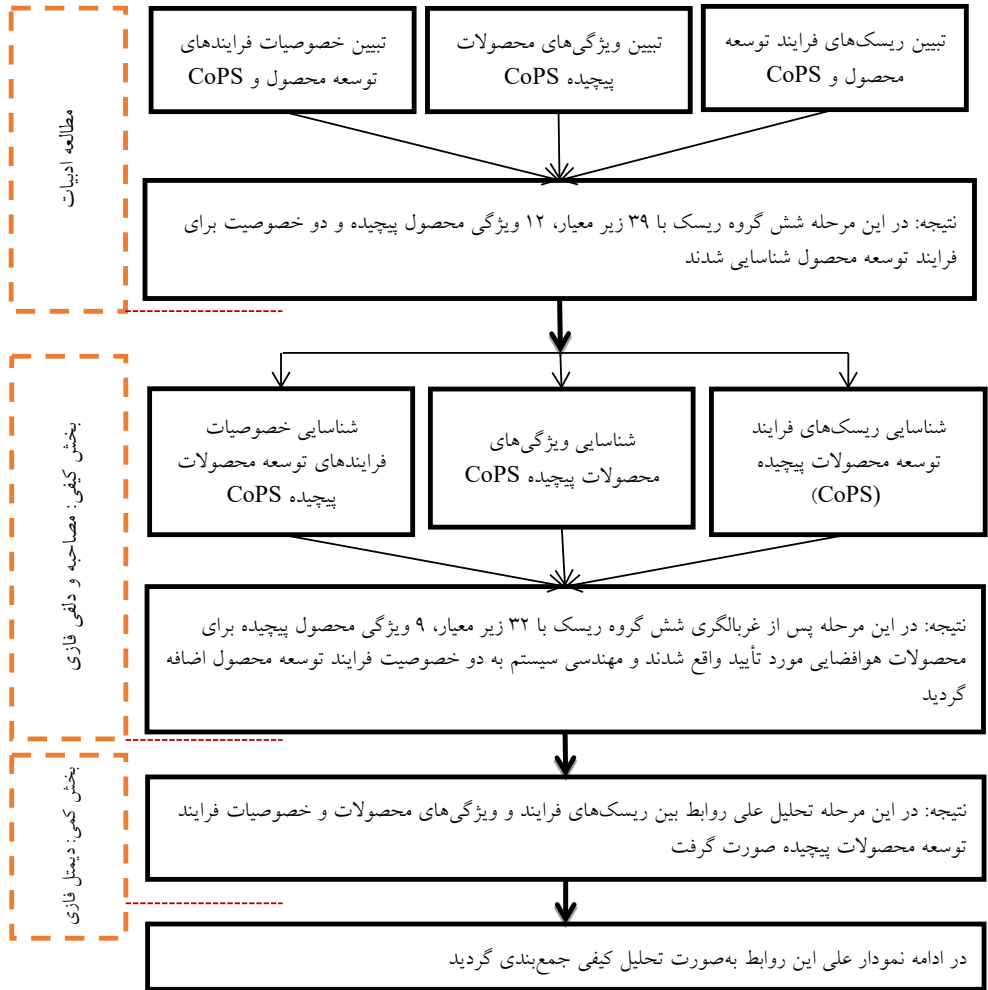 مطالعه ادبیات
تبیین ریسک‌های فرایند توسعه
محصول و CoPS
تبیین ویژگی‌های محصولات
پیچیده CoPS
تبیین خصوصیات فرایندهای
توسعه محصول و CoPS
نتیجه: در این مرحله شش گروه ریسک با ۳۹ زیر معیار، ۱۲ ویژگی محصول پیچیده و دو خصوصیت برای
فرایند توسعه محصول شناسایی شدند
بخش کیفی: مصاحبه و دلفی فازی
شناسایی ریسک‌های فرایند
توسعه محصولات پیچیده
(CoPS)
شناسایی ویژگی‌های
محصولات پیچیده CoPS
شناسایی خصوصیات
فرایندهای توسعه محصولات
پیچیده CoPS
نتیجه: در این مرحله پس از غربالگری شش گروه ریسک با ۳۲ زیر معیار، ۹ ویژگی محصول پیچیده برای
محصولات هوافضایی مورد تأیید واقع شدند و مهندسی سیستم به دو خصوصیت فرایند توسعه محصول اضافه
گردید
بخش کمی: دیمتل فازی
نتیجه: در این مرحله تحلیل علی روابط بین ریسک‌های فرایند و ویژگی‌های محصولات و خصوصیات فرایند
توسعه محصولات پیچیده صورت گرفت
در ادامه نمودار علی این روابط به‌صورت تحلیل کیفی جمع‌بندی گردید